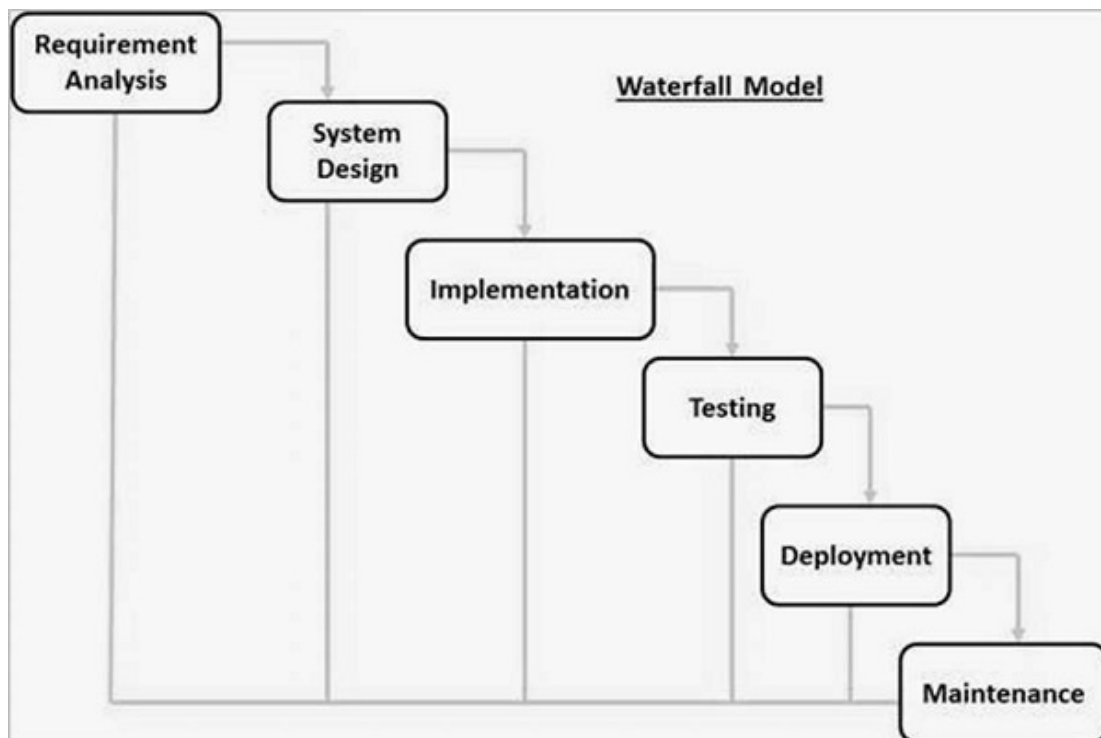 Requirement
Analysis
Waterfall Model
System
Design
Implementation
Testing
Deployment
Maintenance